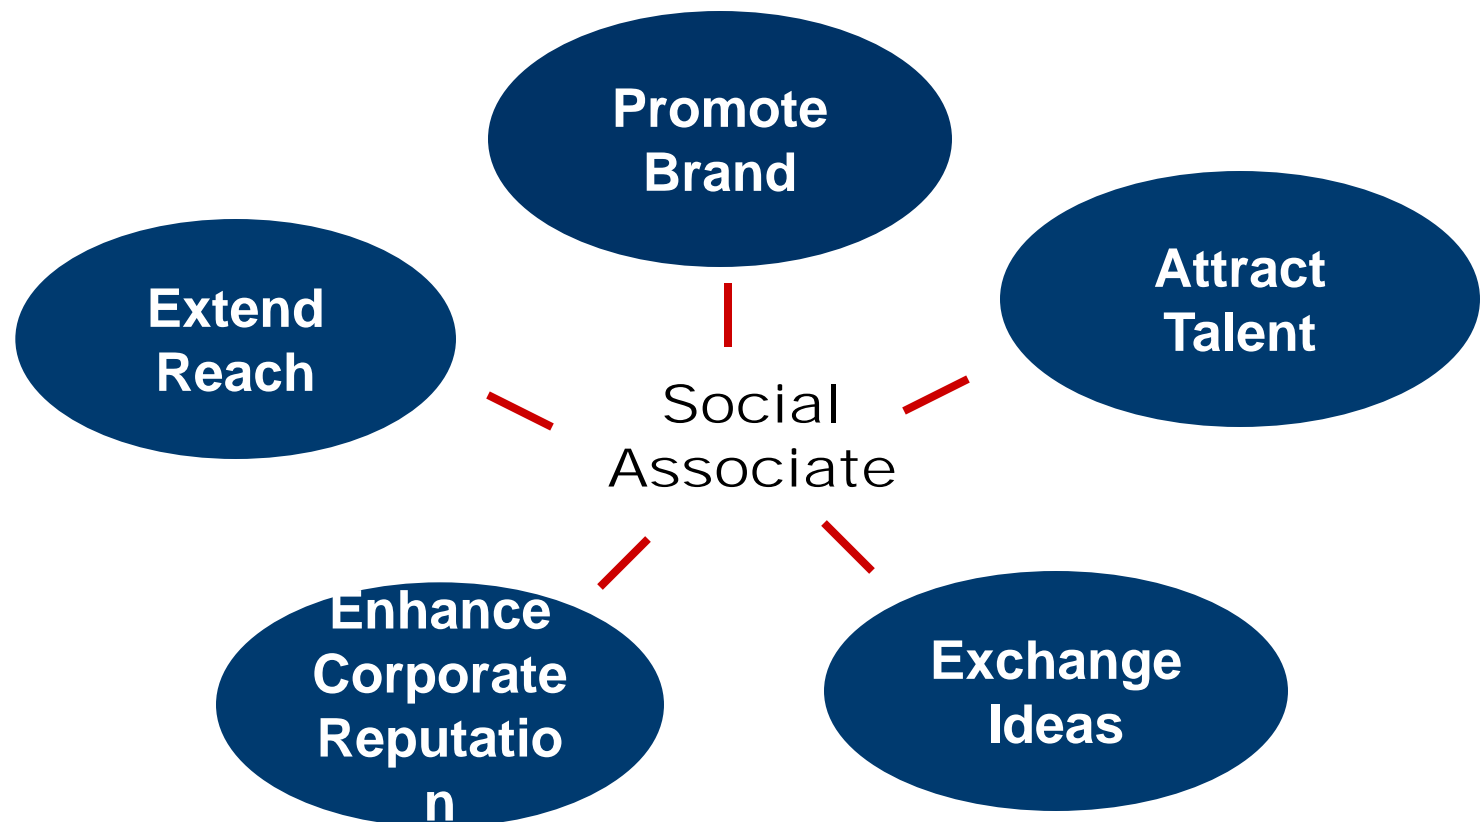 Promote
Brand
Attract
Talent
Extend
Reach
Social
Associate
Enhance
Corporate
Reputatio
n
Exchange
Ideas